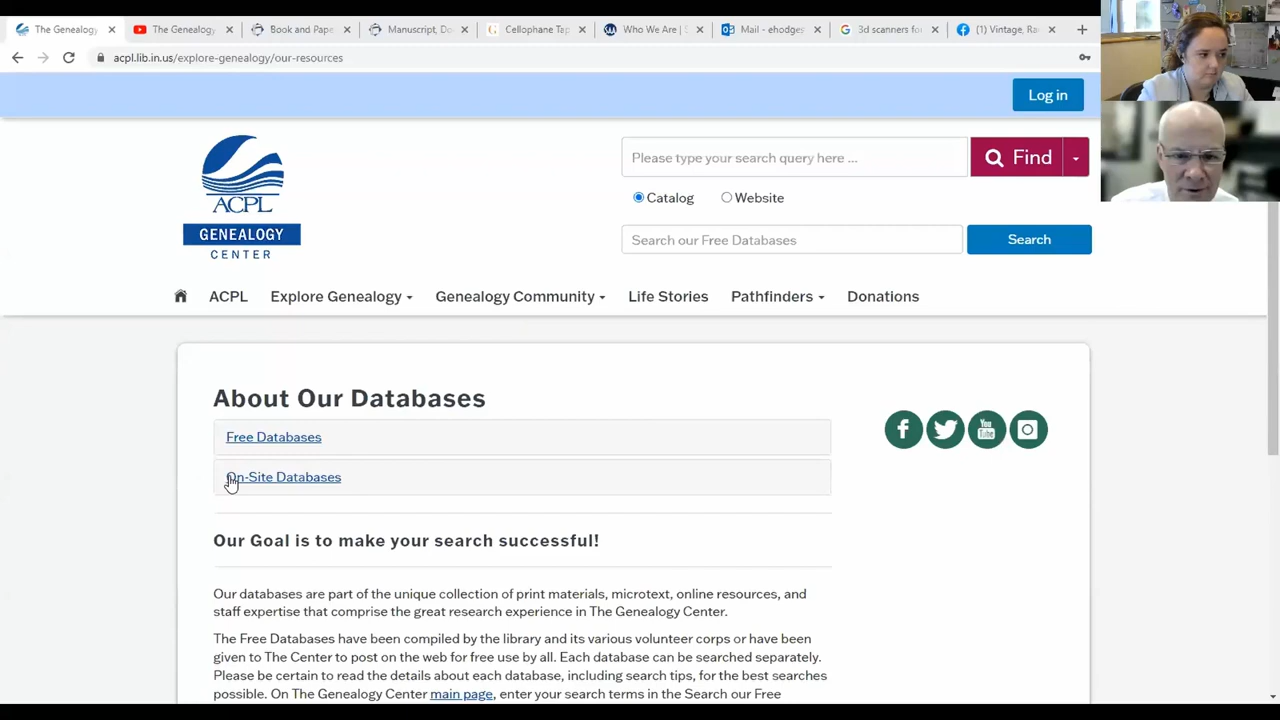 The Genealogy
The Genealogy
Book and Pape
Manuscript, Do
Cellophane Tap
Who We Are |
Mail - ehodge
3d scanners fo
(1) Vintage, Ra
acpl.lib.in.us/explore-genealogy/our-resources
Log in
ACPL
GENEALOGY
CENTER
Please type your search query here ...
Find
Catalog
Website
Search our Free Databases
Search
ACPL
Explore Genealogy
Genealogy Community
Life Stories
Pathfinders
Donations
About Our Databases
Free Databases
On-Site Databases
Our Goal is to make your search successful!
Our databases are part of the unique collection of print materials, microtext, online resources, and
staff expertise that comprise the great research experience in The Genealogy Center.
The Free Databases have been compiled by the library and its various volunteer corps or have been
given to The Center to post on the web for free use by all. Each database can be searched separately.
Please be certain to read the details about each database, including search tips, for the best searches
possible. On The Genealogy Center main page, enter your search terms in the Search our Free